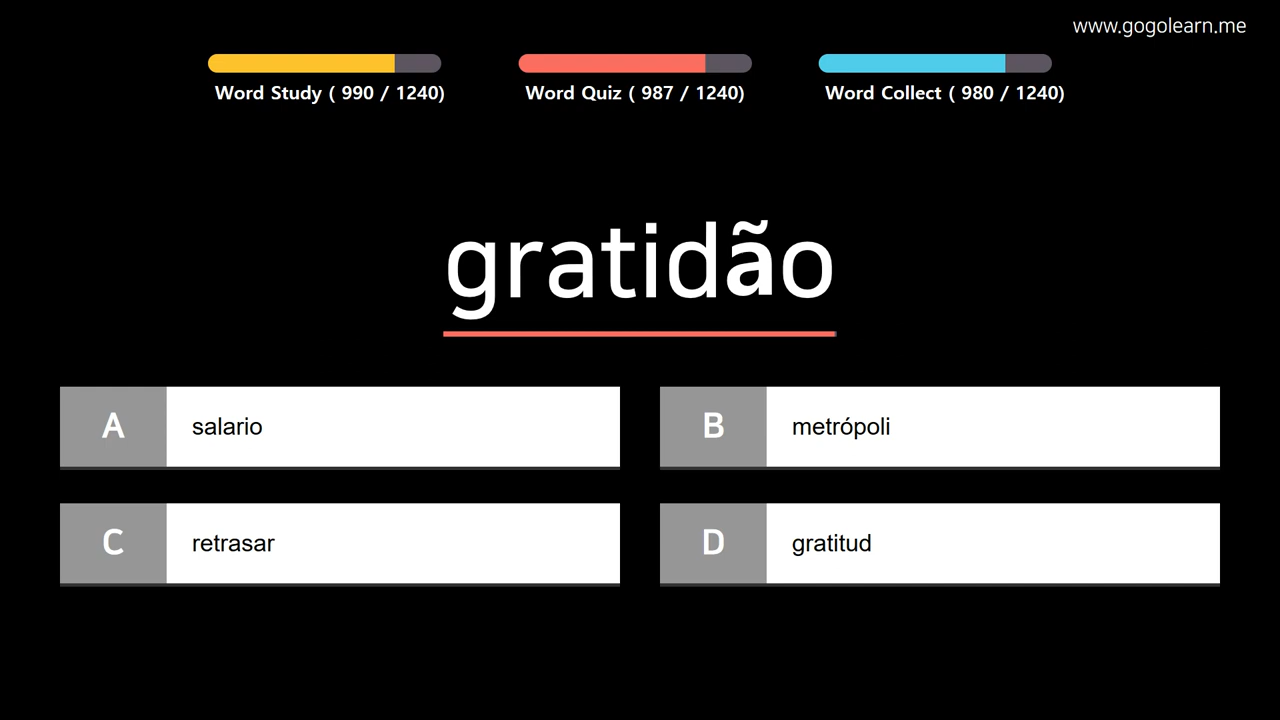 www.gogolearn.me
Word Study ( 990 / 1240)
Word Quiz ( 987 / 1240)
Word Collect ( 980 / 1240)
gratidão
A
salario
B
metrópoli
C
retrasar
D
gratitud